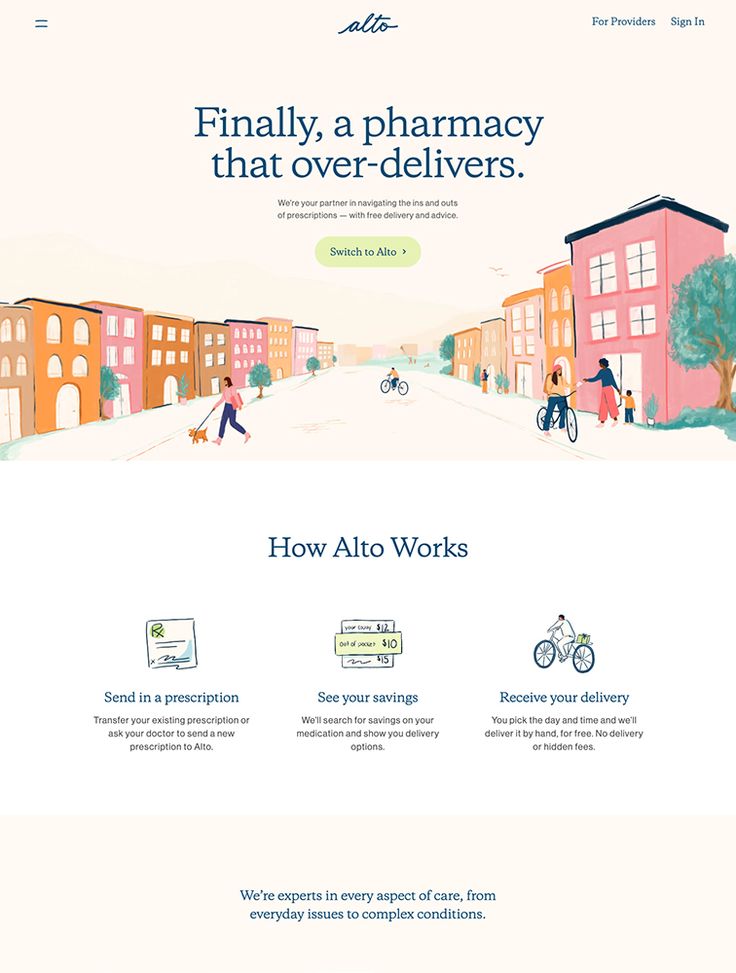 alto
For Providers Sign In
Finally, a pharmacy
that over-delivers.
We're your partner in navigating the ins and outs
of prescriptions — with free delivery and advice.
Switch to Alto ›
How Alto Works
Rx
x
your copay $12
out of pocket $10
$15
Send in a prescription
Transfer your existing prescription or
ask your doctor to send a new
prescription to Alto.
See your savings
We'll search for savings on your
medication and show you delivery
options.
Receive your delivery
You pick the day and time and we'll
deliver it by hand, for free. No delivery
or hidden fees.
We're experts in every aspect of care, from
everyday issues to complex conditions.